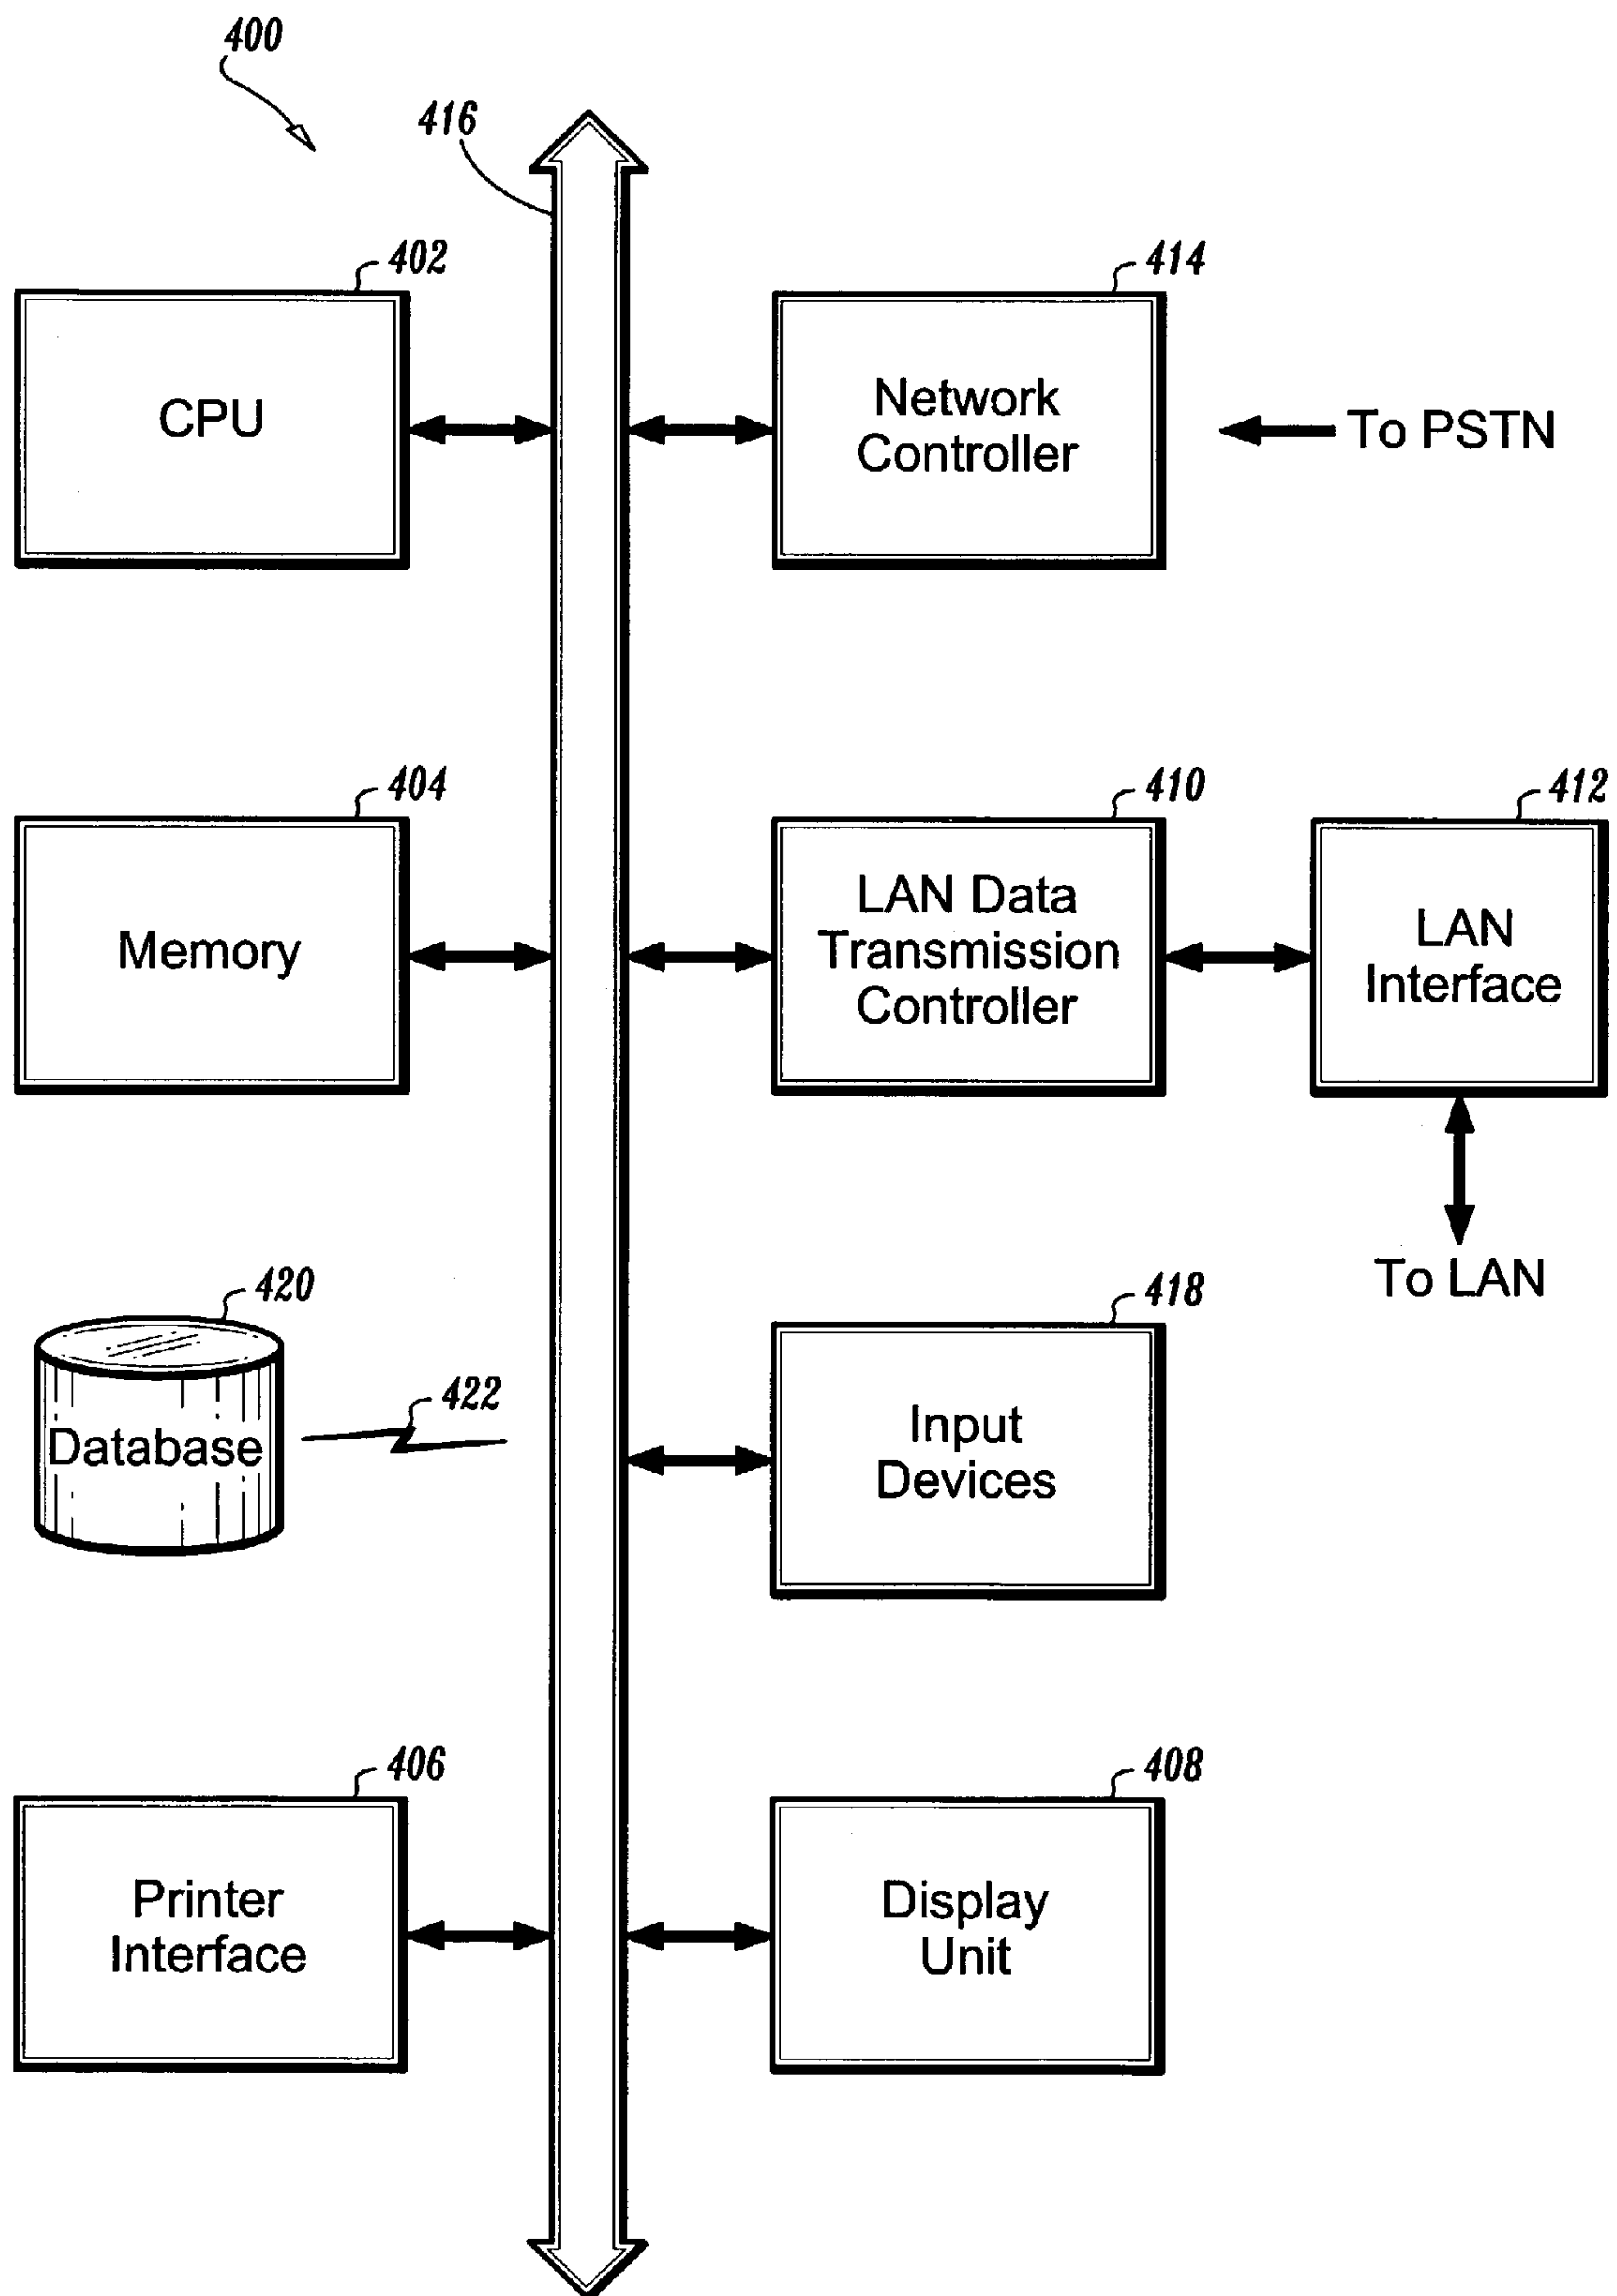 400
416
402
CPU
414
Network
Controller
To PSTN
404
Memory
410
LAN Data
Transmission
Controller
412
LAN
Interface
To LAN
420
Database
422
418
Input
Devices
406
Printer
Interface
408
Display
Unit